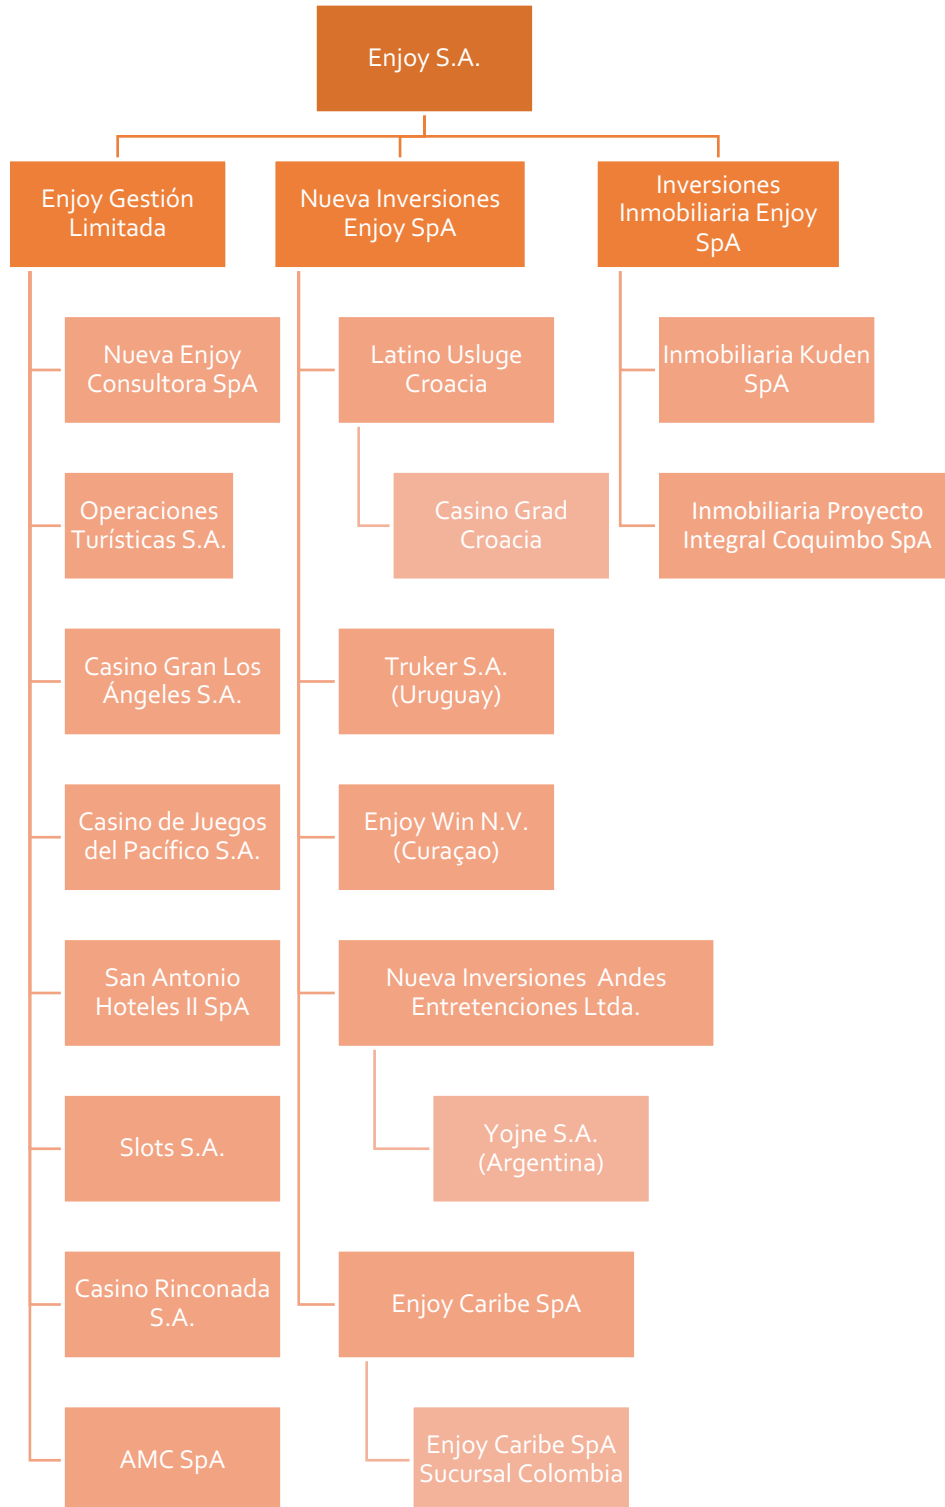 Enjoy S.A.
Enjoy Gestión
Limitada
Nueva Enjoy
Consultora SpA
Operaciones
Turísticas S.A.
Casino Gran Los
Ángeles S.A.
Casino de Juegos
del Pacífico S.A.
San Antonio
Hoteles II SpA
Slots S.A.
Casino Rinconada
S.A.
AMC SpA
Nueva Inversiones
Enjoy SpA
Latino Usluge
Croacia
Casino Grad
Croacia
Truker S.A.
(Uruguay)
Enjoy Win N.V.
(Curaçao)
Nueva Inversiones Andes
Entretenciones Ltda.
Yojne S.A.
(Argentina)
Enjoy Caribe SpA
Enjoy Caribe SpA
Sucursal Colombia
Inversiones
Inmobiliaria Enjoy
SpA
Inmobiliaria Kuden
SpA
Inmobiliaria Proyecto
Integral Coquimbo SpA